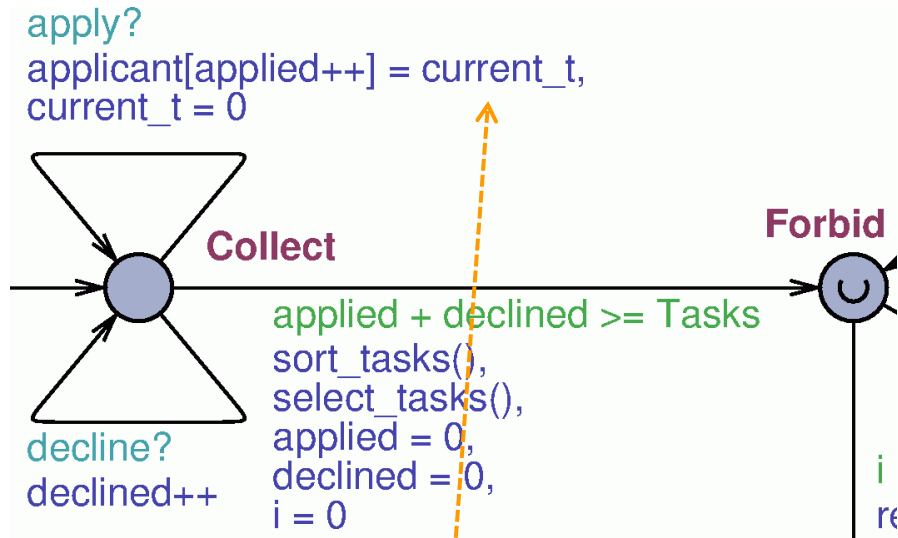 apply?
applicant[applied++] = current_t,
current_t = 0
Collect
Forbid
applied + declined >= Tasks
sort_tasks(),
select_tasks(),
applied = 0,
declined = 0,
i = 0
decline?
declined++
i
re